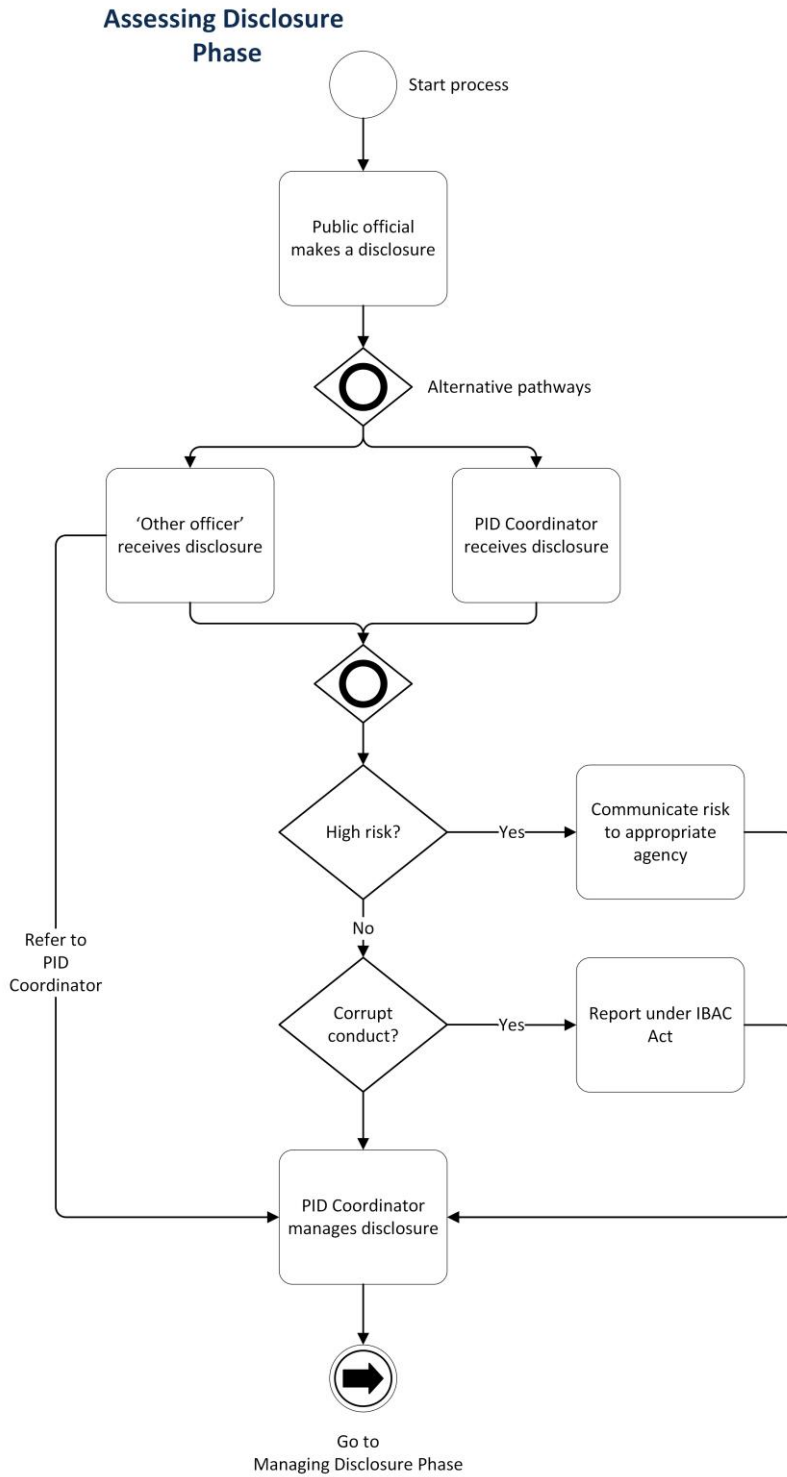 Assessing Disclosure
Phase
Start process
Public official
makes a disclosure
Alternative pathways
‘Other officer’
receives disclosure
PID Coordinator
receives disclosure
High risk?
Yes
Communicate risk
to appropriate
agency
No
Refer to
PID
Coordinator
Corrupt
conduct?
Yes
Report under IBAC
Act
PID Coordinator
manages disclosure
Go to
Managing Disclosure Phase